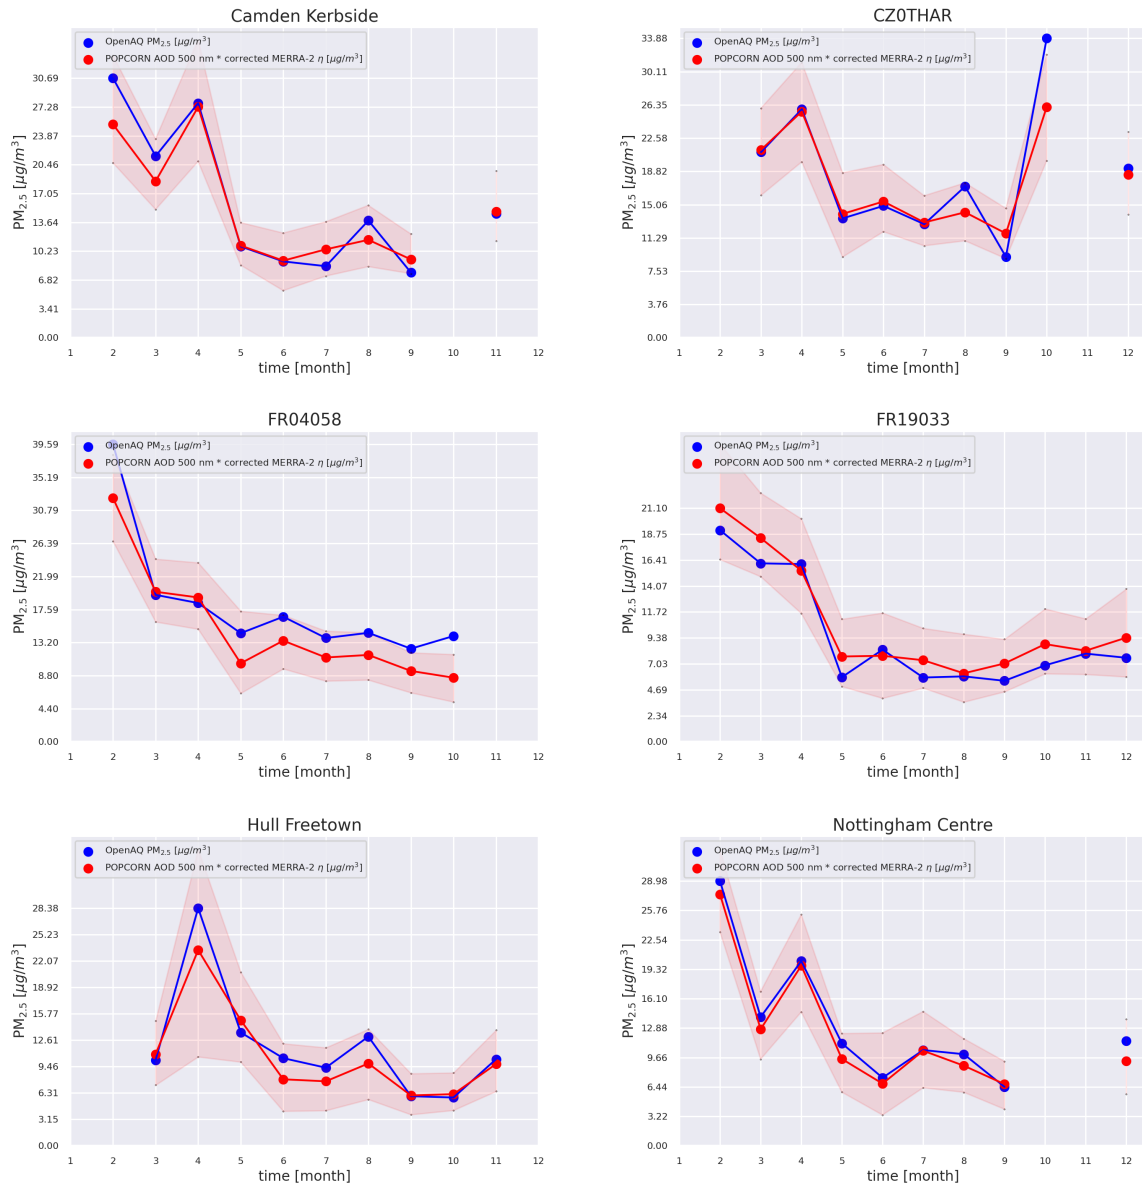 Camden Kerbside
OpenAQ PM2.5 [μg/m³]
POPCORN AOD 500 nm * corrected MERRA-2 η [μg/m³]
PM2.5 [μg/m³]
30.69
27.28
23.87
20.46
17.05
13.64
10.23
6.82
3.41
0.00
1 2 3 4 5 6 7 8 9 10 11 12
time [month]
CZ0THAR
OpenAQ PM2.5 [μg/m³]
POPCORN AOD 500 nm * corrected MERRA-2 η [μg/m³]
PM2.5 [μg/m³]
33.88
30.11
26.35
22.58
18.82
15.06
11.29
7.53
3.76
0.00
1 2 3 4 5 6 7 8 9 10 11 12
time [month]
FR04058
OpenAQ PM2.5 [μg/m³]
POPCORN AOD 500 nm * corrected MERRA-2 η [μg/m³]
PM2.5 [μg/m³]
39.59
35.19
30.79
26.39
21.99
17.59
13.20
8.80
4.40
0.00
1 2 3 4 5 6 7 8 9 10 11 12
time [month]
FR19033
OpenAQ PM2.5 [μg/m³]
POPCORN AOD 500 nm * corrected MERRA-2 η [μg/m³]
PM2.5 [μg/m³]
21.10
18.75
16.41
14.07
11.72
9.38
7.03
4.69
2.34
0.00
1 2 3 4 5 6 7 8 9 10 11 12
time [month]
Hull Freetown
OpenAQ PM2.5 [μg/m³]
POPCORN AOD 500 nm * corrected MERRA-2 η [μg/m³]
PM2.5 [μg/m³]
28.38
25.23
22.07
18.92
15.77
12.61
9.46
6.31
3.15
0.00
1 2 3 4 5 6 7 8 9 10 11 12
time [month]
Nottingham Centre
OpenAQ PM2.5 [μg/m³]
POPCORN AOD 500 nm * corrected MERRA-2 η [μg/m³]
PM2.5 [μg/m³]
28.98
25.76
22.54
19.32
16.10
12.88
9.66
6.44
3.22
0.00
1 2 3 4 5 6 7 8 9 10 11 12
time [month]